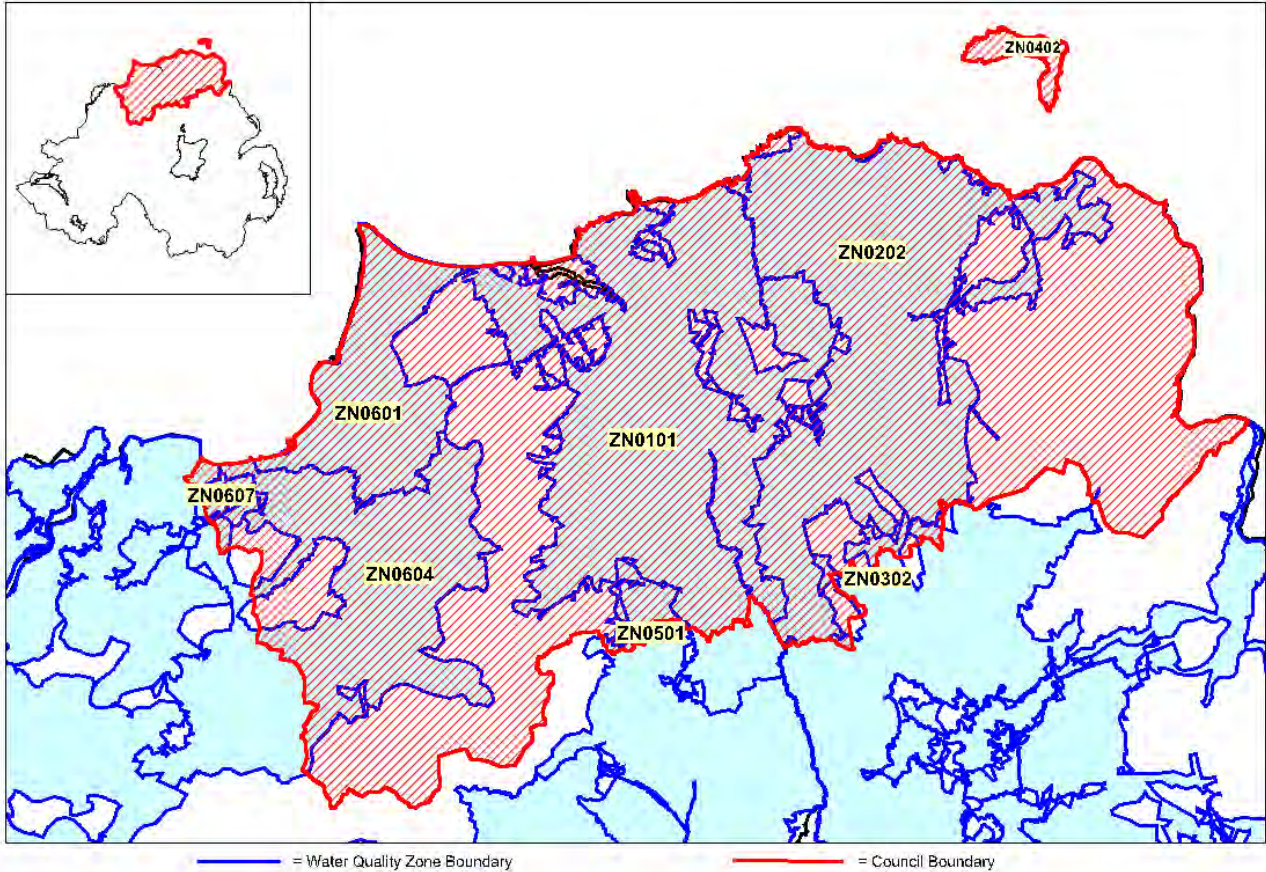 ZN0402
ZN0202
ZN0601
ZN0101
ZN0607
ZN0604
ZN0302
ZN0501
= Water Quality Zone Boundary
= Council Boundary